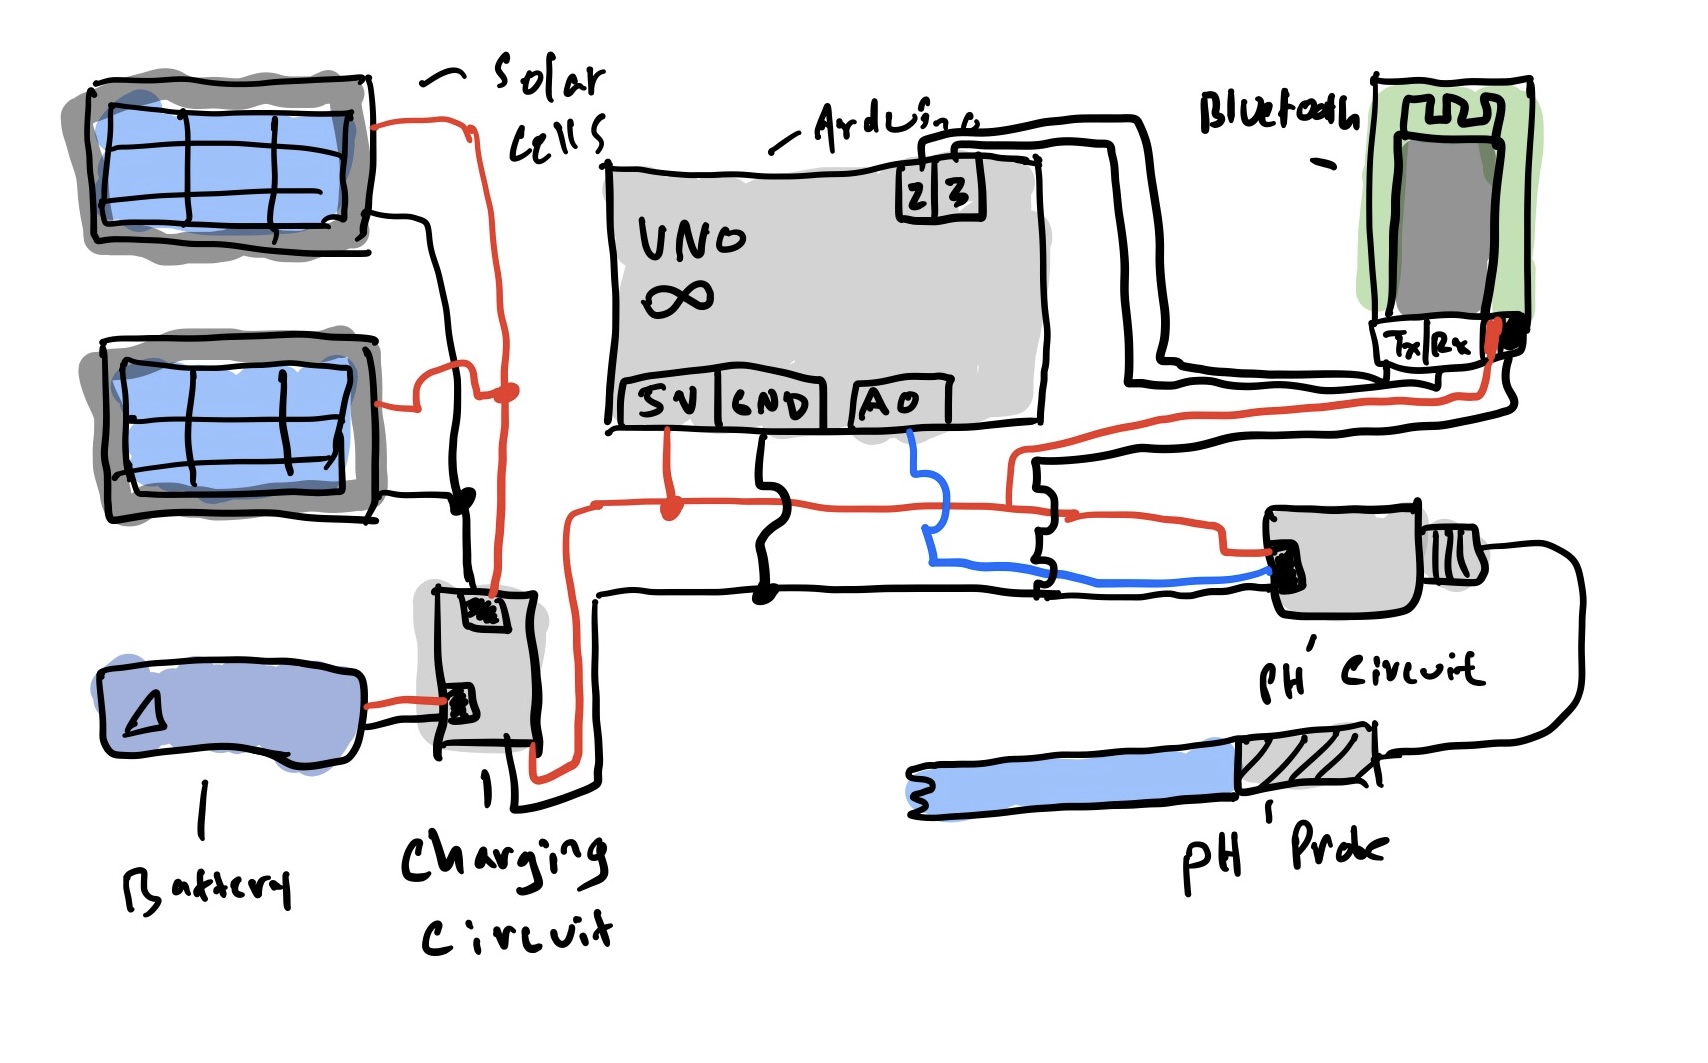 Solar
cells
Arduino
Bluetooth
2 3
UNO
∞
Tx Rx
5V GND A0
PH Circuit
PH Probe
Charging
Circuit
Battery